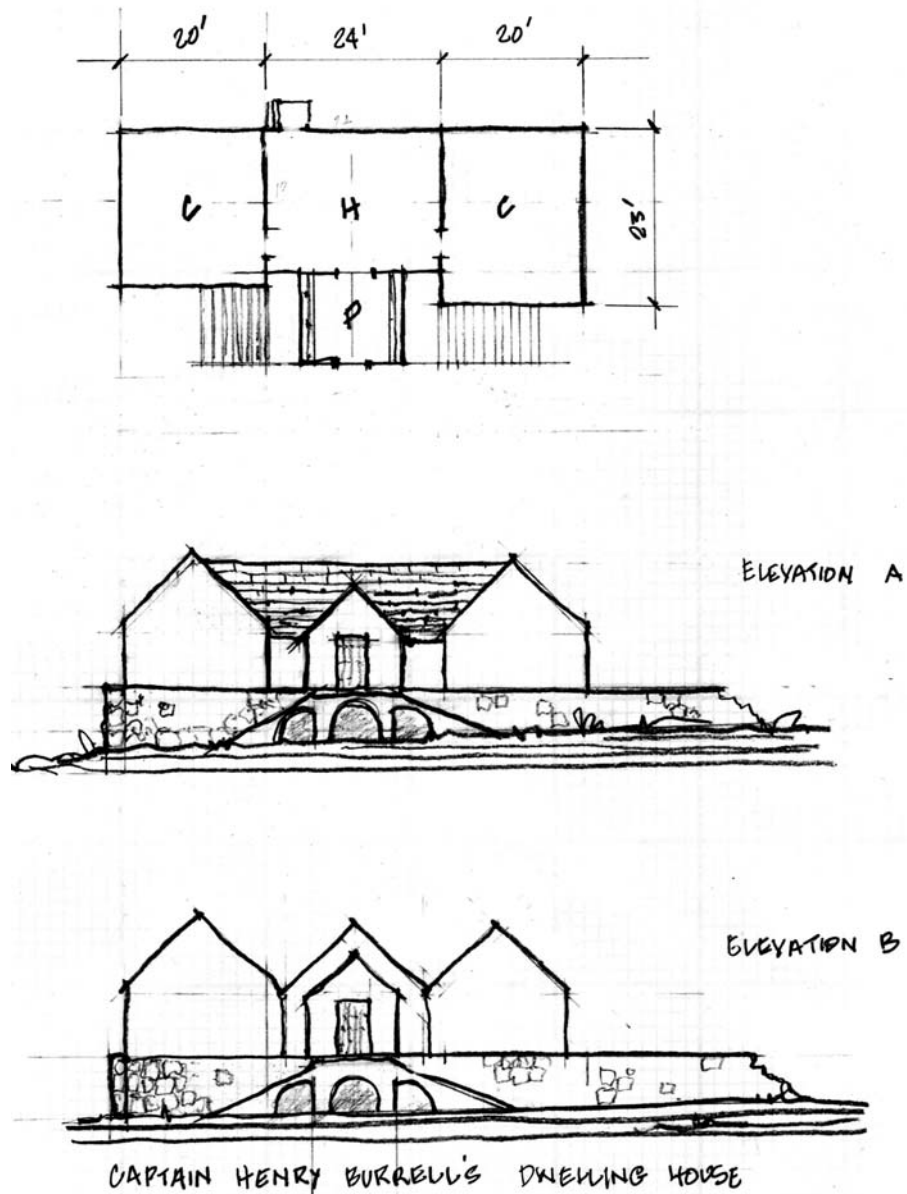 20' 24' 20'
C H C
23'
P
ELEVATION A
ELEVATION B
CAPTAIN HENRY BURRELL'S DWELLING HOUSE